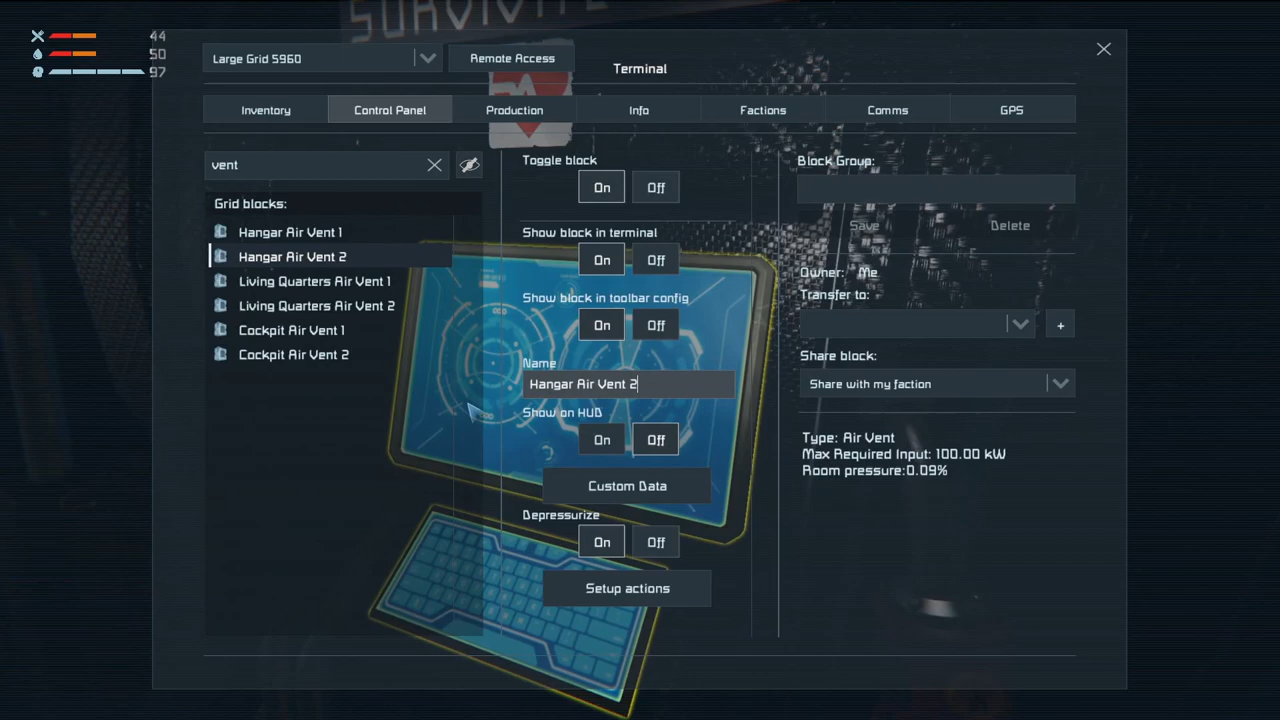 SURVIVAL
44
50
97
Large Grid 5960
Remote Access
Terminal
Inventory
Control Panel
Production
Info
Factions
Comms
GPS
vent
Grid blocks:
Hangar Air Vent 1
Hangar Air Vent 2
Living Quarters Air Vent 1
Living Quarters Air Vent 2
Cockpit Air Vent 1
Cockpit Air Vent 2
Toggle block
On Off
Show block in terminal
On Off
Show block in toolbar config
On Off
Name
Hangar Air Vent 2
Show on HUD
On Off
Custom Data
Depressurize
On Off
Setup actions
Block Group:
Save Delete
Owner: Me
Transfer to:
+
Share block:
Share with my faction
Type: Air Vent
Max Required Input: 100.00 kW
Room pressure:0.09%